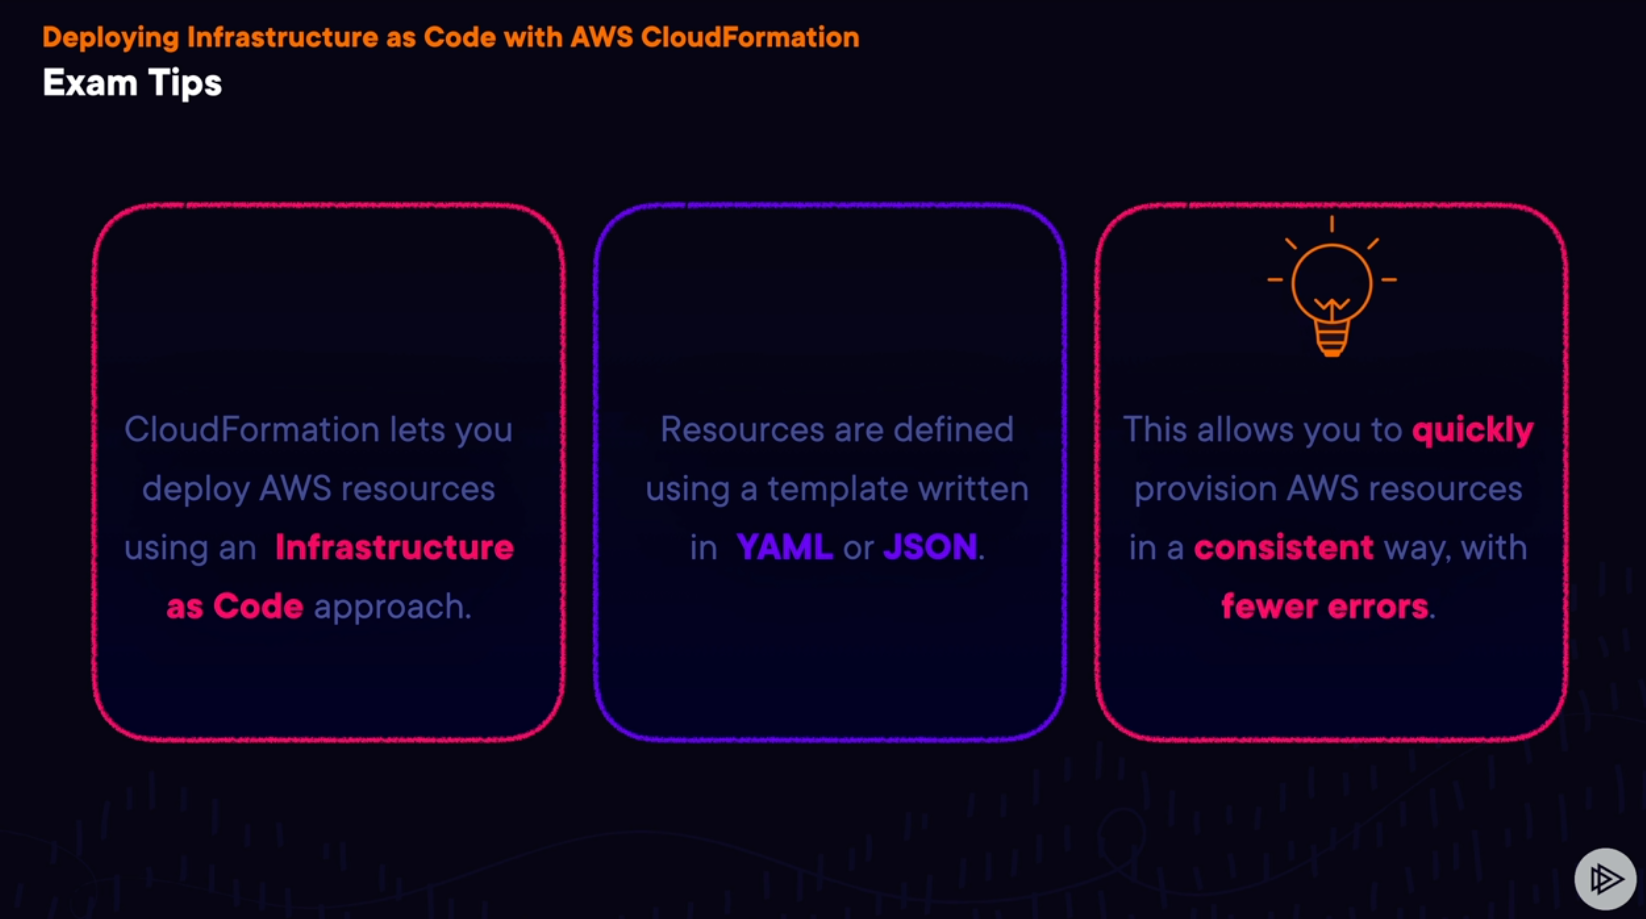 Deploying Infrastructure as Code with AWS CloudFormation
Exam Tips
CloudFormation lets you
deploy AWS resources
using an Infrastructure
as Code approach.
Resources are defined
using a template written
in YAML or JSON.
This allows you to quickly
provision AWS resources
in a consistent way, with
fewer errors.